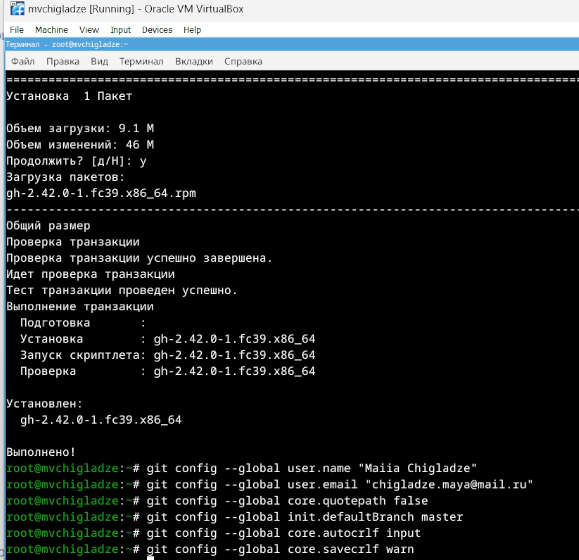 mvchigladze [Running] - Oracle VM VirtualBox
File Machine View Input Devices Help
Терминал - root@mvchigladze:~
Файл Правка Вид Терминал Вкладки Справка
================================================================================
Установка 1 Пакет
Объем загрузки: 9.1 M
Объем изменений: 46 M
Продолжить? [д/Н]: y
Загрузка пакетов:
gh-2.42.0-1.fc39.x86_64.rpm
--------------------------------------------------------------------------------
Общий размер
Проверка транзакции
Проверка транзакции успешно завершена.
Идет проверка транзакции
Тест транзакции проведен успешно.
Выполнение транзакции
Подготовка :
Установка : gh-2.42.0-1.fc39.x86_64
Запуск скриптлета: gh-2.42.0-1.fc39.x86_64
Проверка : gh-2.42.0-1.fc39.x86_64
Установлен:
gh-2.42.0-1.fc39.x86_64
Выполнено!
root@mvchigladze:~# git config --global user.name "Maiia Chigladze"
root@mvchigladze:~# git config --global user.email "chigladze.maya@mail.ru"
root@mvchigladze:~# git config --global core.quotepath false
root@mvchigladze:~# git config --global init.defaultBranch master
root@mvchigladze:~# git config --global core.autocrlf input
root@mvchigladze:~# git config --global core.savecrlf warn